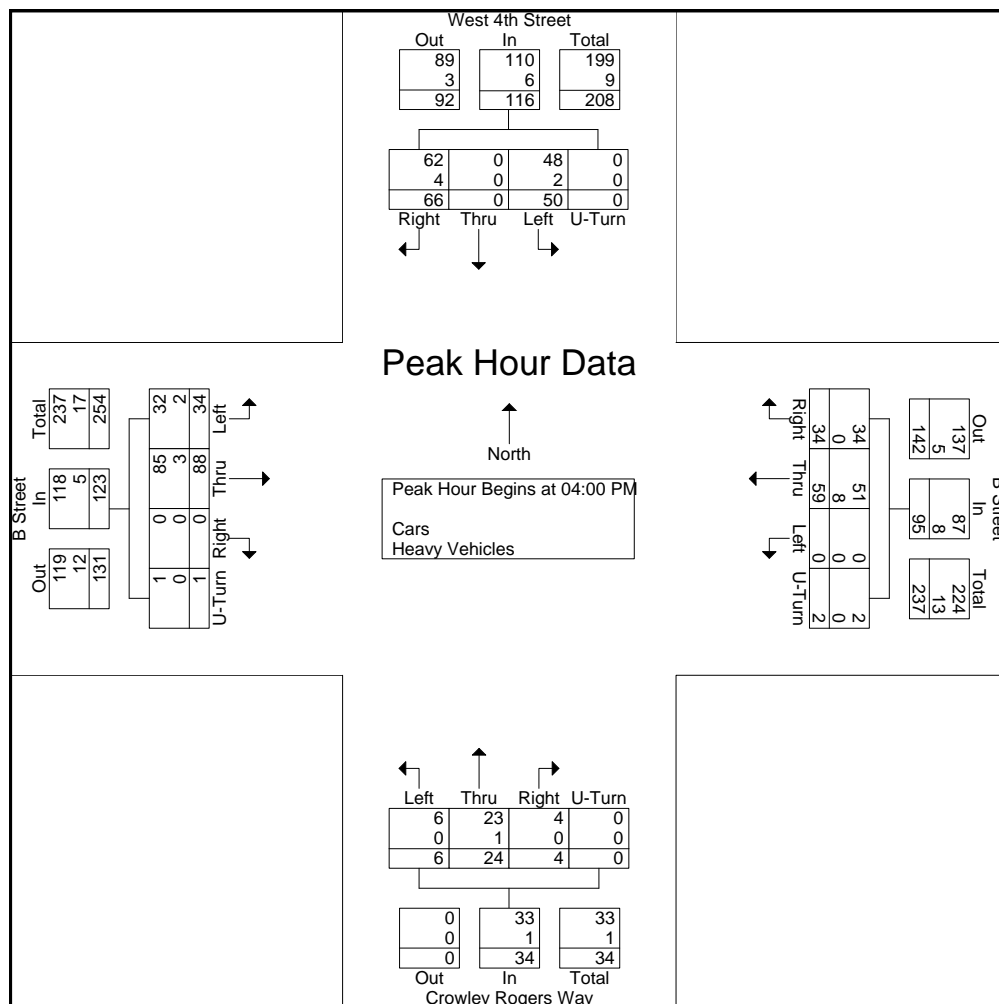 West 4th Street
Out In Total
89 110 199
3 6 9
92 116 208
62 0 48 0
4 0 2 0
66 0 50 0
Right Thru Left U-Turn
Peak Hour Data
North
Peak Hour Begins at 04:00 PM
Cars
Heavy Vehicles
B Street
Total In Out
237 118 119
17 5 12
254 123 131
32 85 0 1
2 3 0 0
34 88 0 1
Left Thru Right U-Turn
B Street
Out In Total
137 87 224
5 8 13
142 95 237
34 51 0 2
0 8 0 0
34 59 0 2
Right Thru Left U-Turn
Left Thru Right U-Turn
6 23 4 0
0 1 0 0
6 24 4 0
0 33 33
0 1 1
0 34 34
Out In Total
Crowley Rogers Way